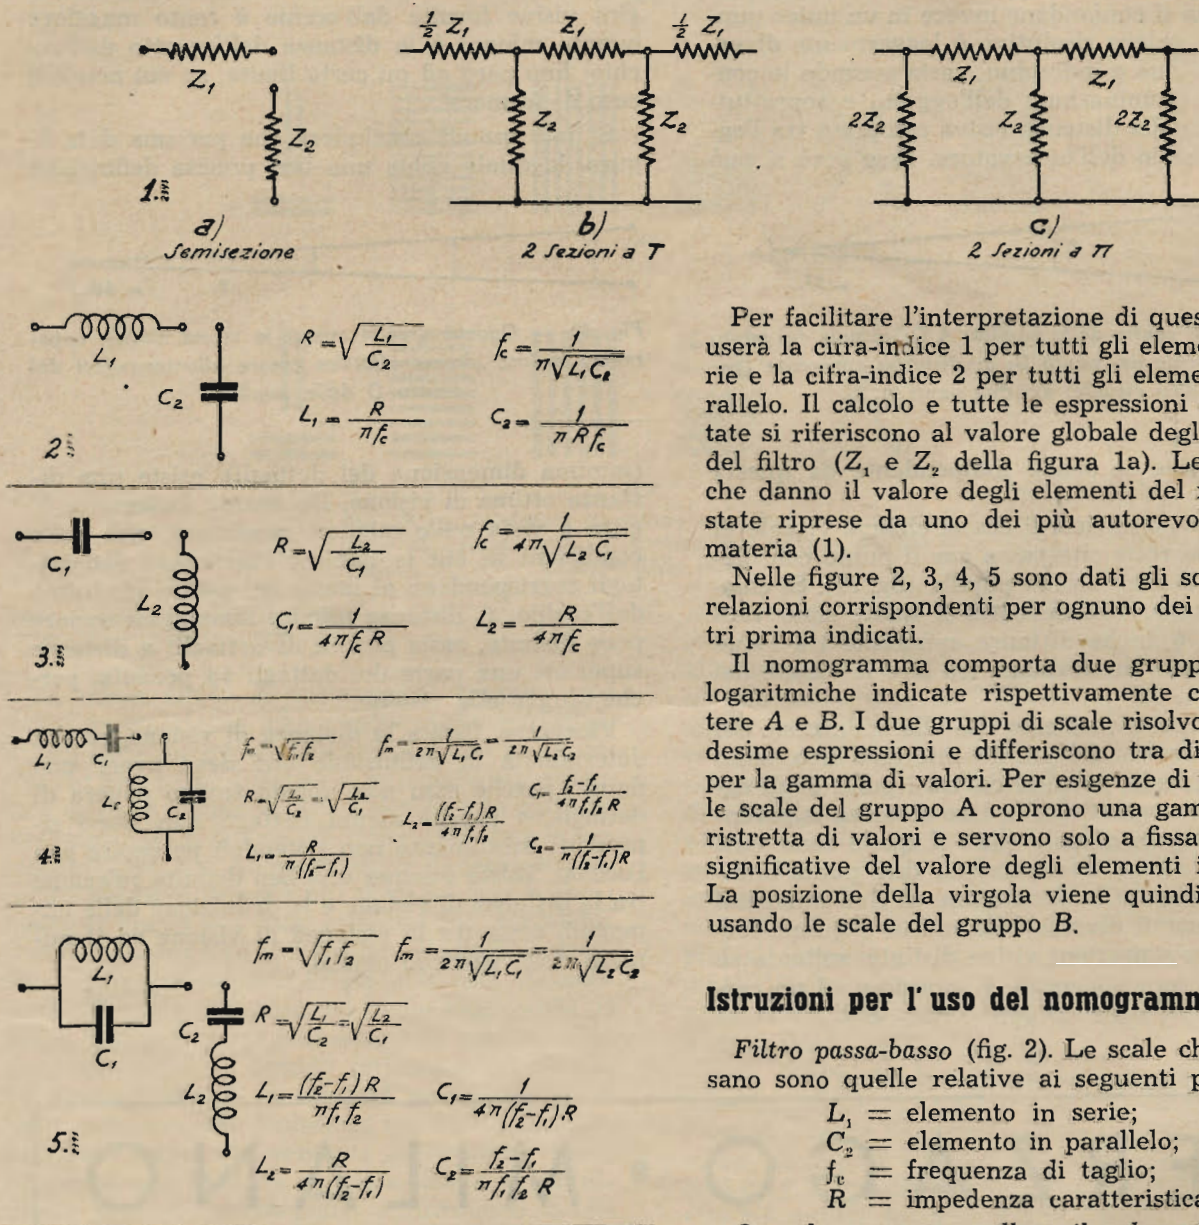 ½ Z₁ Z₁ ½ Z₁
Z₁
Z₂
Z₂ Z₂
Z₁ Z₁
2Z₂ Z₂ 2Z₂
1.
a)
Semisezione
b)
2 Sezioni a T
c)
2 Sezioni a π
L₁
C₂
2
R=√(L₁/C₂) f_c=1/(π√(L₁C₂))
L₁=R/(πf_c) C₂=1/(πRf_c)
C₁
L₂
3.
R=√(L₂/C₁) f_c=1/(4π√(L₂C₁))
C₁=1/(4πf_cR) L₂=R/(4πf_c)
L₁ C₁
C₂
4.
f_m=√(f₁f₂) f_m=1/(2π√(L₁C₁))=1/(2π√(L₂C₂))
R=√(L₁/C₂)=√(L₂/C₁) L₂=((f₂-f₁)R)/(4πf₁f₂) C₁=(f₂-f₁)/(4πf₁f₂R)
L₁=R/(π(f₂-f₁)) C₂=1/(π(f₂-f₁)R)
L₁
C₁
C₂
L₂
5.
f_m=√(f₁f₂) f_m=1/(2π√(L₁C₁))=1/(2π√(L₂C₂))
R=√(L₁/C₂)=√(L₂/C₁)
L₁=((f₂-f₁)R)/(πf₁f₂) C₁=1/(4π(f₂-f₁)R)
L₂=R/(4π(f₂-f₁)) C₂=(f₂-f₁)/(πf₁f₂R)
Per facilitare l'interpretazione di ques
userà la cifra-indice 1 per tutti gli eleme
rie e la cifra-indice 2 per tutti gli eleme
rallelo. Il calcolo e tutte le espressioni
tate si riferiscono al valore globale degl
del filtro (Z₁ e Z₂ della figura 1a). Le
che danno il valore degli elementi del
state riprese da uno dei più autorevo
materia (1).
Nelle figure 2, 3, 4, 5 sono dati gli sc
relazioni corrispondenti per ognuno dei
tri prima indicati.
Il nomogramma comporta due grupp
logaritmiche indicate rispettivamente c
tere A e B. I due gruppi di scale risolvo
desime espressioni e differiscono tra di
per la gamma di valori. Per esigenze di
le scale del gruppo A coprono una gam
ristretta di valori e servono solo a fissa
significative del valore degli elementi i
La posizione della virgola viene quindi
usando le scale del gruppo B.
Istruzioni per l'uso del nomogramm
Filtro passa-basso (fig. 2). Le scale ch
sano sono quelle relative ai seguenti p
L₁ = elemento in serie;
C₂ = elemento in parallelo;
f_c = frequenza di taglio;
R = impedenza caratteristica